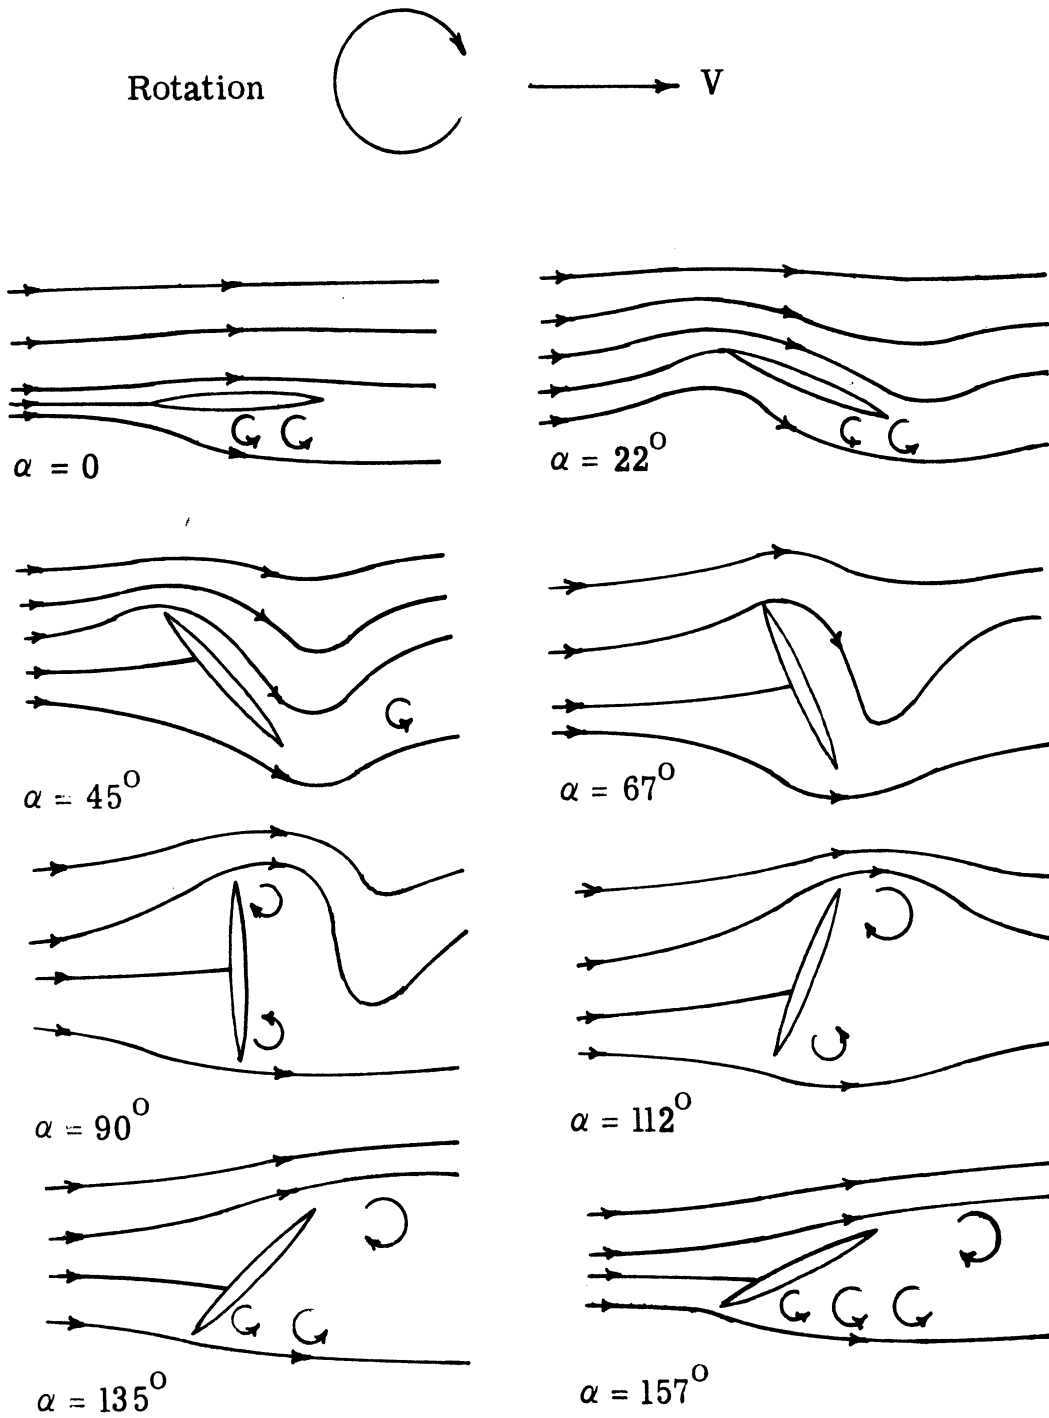 Rotation
V
α = 0
α = 22°
α = 45°
α = 67°
α = 90°
α = 112°
α = 135°
α = 157°